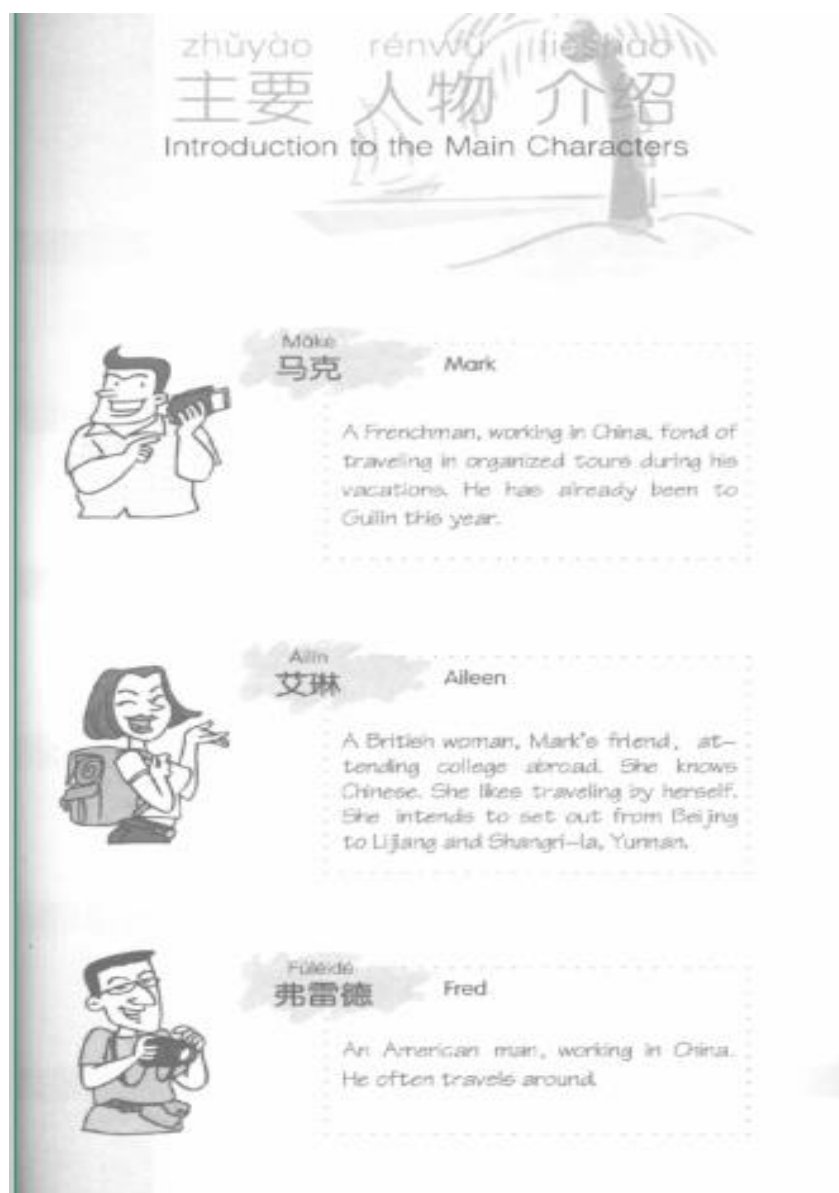 zhǔyào rénwù jièshào
主要 人物 介绍
Introduction to the Main Characters
Mǎkè
马克
Mark
A Frenchman, working in China, fond of
traveling in organized tours during his
vacations. He has already been to
Guilin this year.
Àilín
艾琳
Aileen
A British woman, Mark's friend, at-
tending college abroad. She knows
Chinese. She likes traveling by herself.
She intends to set out from Beijing
to Lijiang and Shangri-la, Yunnan.
Fúléidé
弗雷德
Fred
An American man, working in China.
He often travels around.